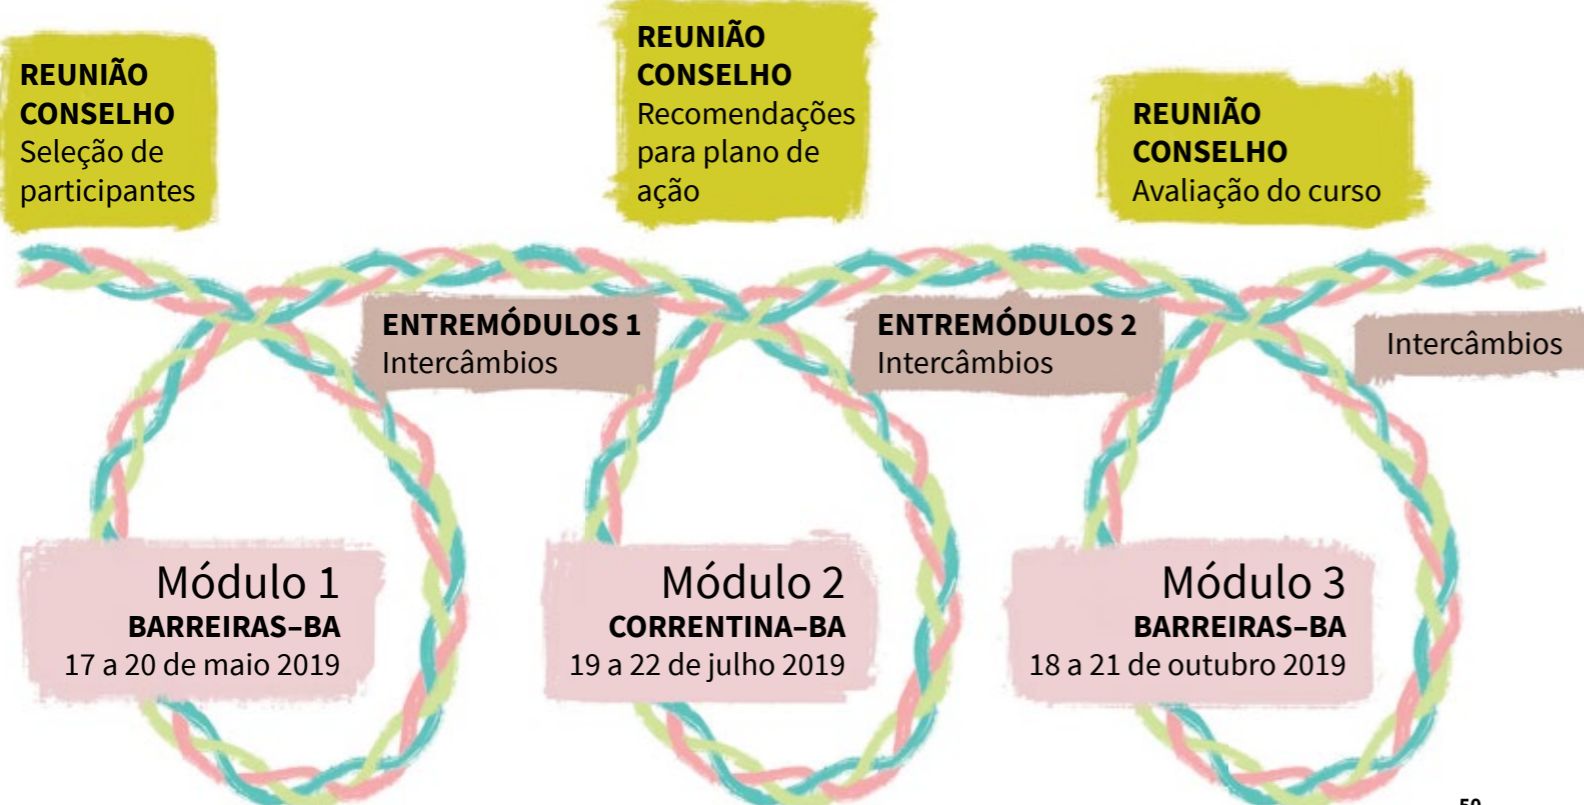 REUNIÃO
CONSELHO
Seleção de
participantes
REUNIÃO
CONSELHO
Recomendações
para plano de
ação
REUNIÃO
CONSELHO
Avaliação do curso
ENTREMÓDULOS 1
Intercâmbios
ENTREMÓDULOS 2
Intercâmbios
Intercâmbios
Módulo 1
BARREIRAS–BA
17 a 20 de maio 2019
Módulo 2
CORRENTINA–BA
19 a 22 de julho 2019
Módulo 3
BARREIRAS–BA
18 a 21 de outubro 2019